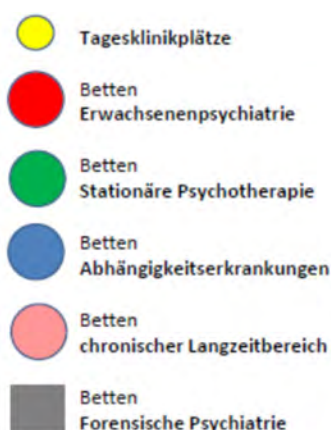 Tagesklinikplätze
Betten
Erwachsenenpsychiatrie
Betten
Stationäre Psychotherapie
Betten
Abhängigkeitserkrankungen
Betten
chronischer Langzeitbereich
Betten
Forensische Psychiatrie